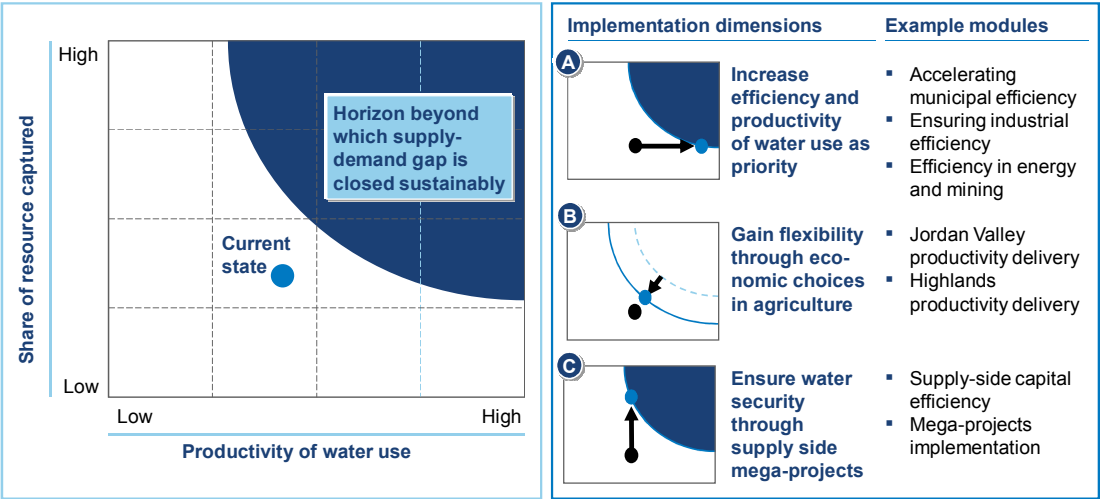 High
Share of resource captured
Low
Horizon beyond
which supply-
demand gap is
closed sustainably
Current
state
Low
High
Productivity of water use
Implementation dimensions
Example modules
A
Increase
efficiency and
productivity
of water use as
priority
▪ Accelerating
municipal efficiency
▪ Ensuring industrial
efficiency
▪ Efficiency in energy
and mining
B
Gain flexibility
through eco-
nomic choices
in agriculture
▪ Jordan Valley
productivity delivery
▪ Highlands
productivity delivery
C
Ensure water
security
through
supply side
mega-projects
▪ Supply-side capital
efficiency
▪ Mega-projects
implementation